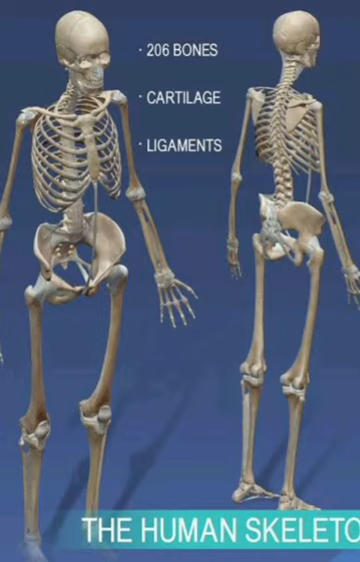 · 206 BONES
· CARTILAGE
· LIGAMENTS
THE HUMAN SKELETO